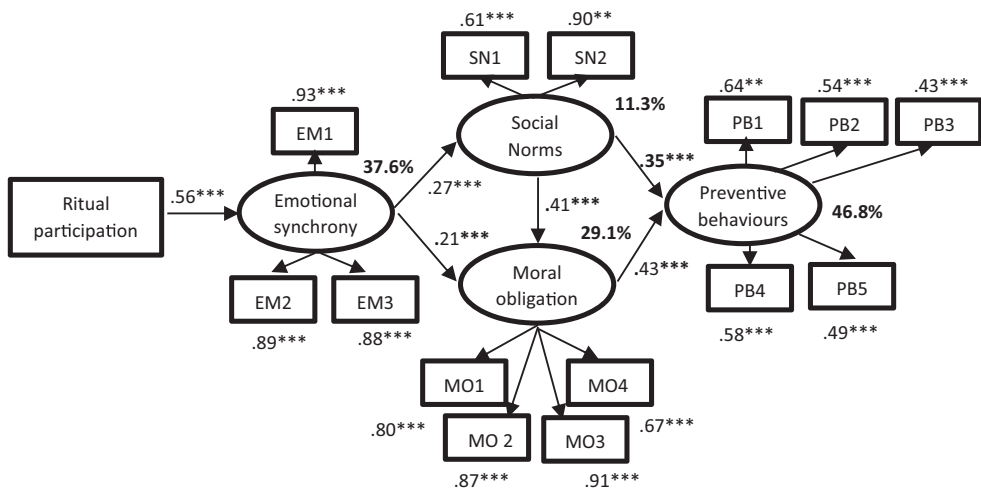 .61***
.90**
SN1
SN2
.93***
EM1
Social
Norms
11.3%
.64**
.54***
.43***
PB1
PB2
PB3
Ritual
participation
.56***
Emotional
synchrony
37.6%
.27***
.35***
.21***
.41***
29.1%
.43***
Preventive
behaviours
46.8%
EM2
EM3
.89***
.88***
Moral
obligation
PB4
PB5
.58***
.49***
MO1
MO4
.80***
MO 2
MO3
.67***
.87***
.91***